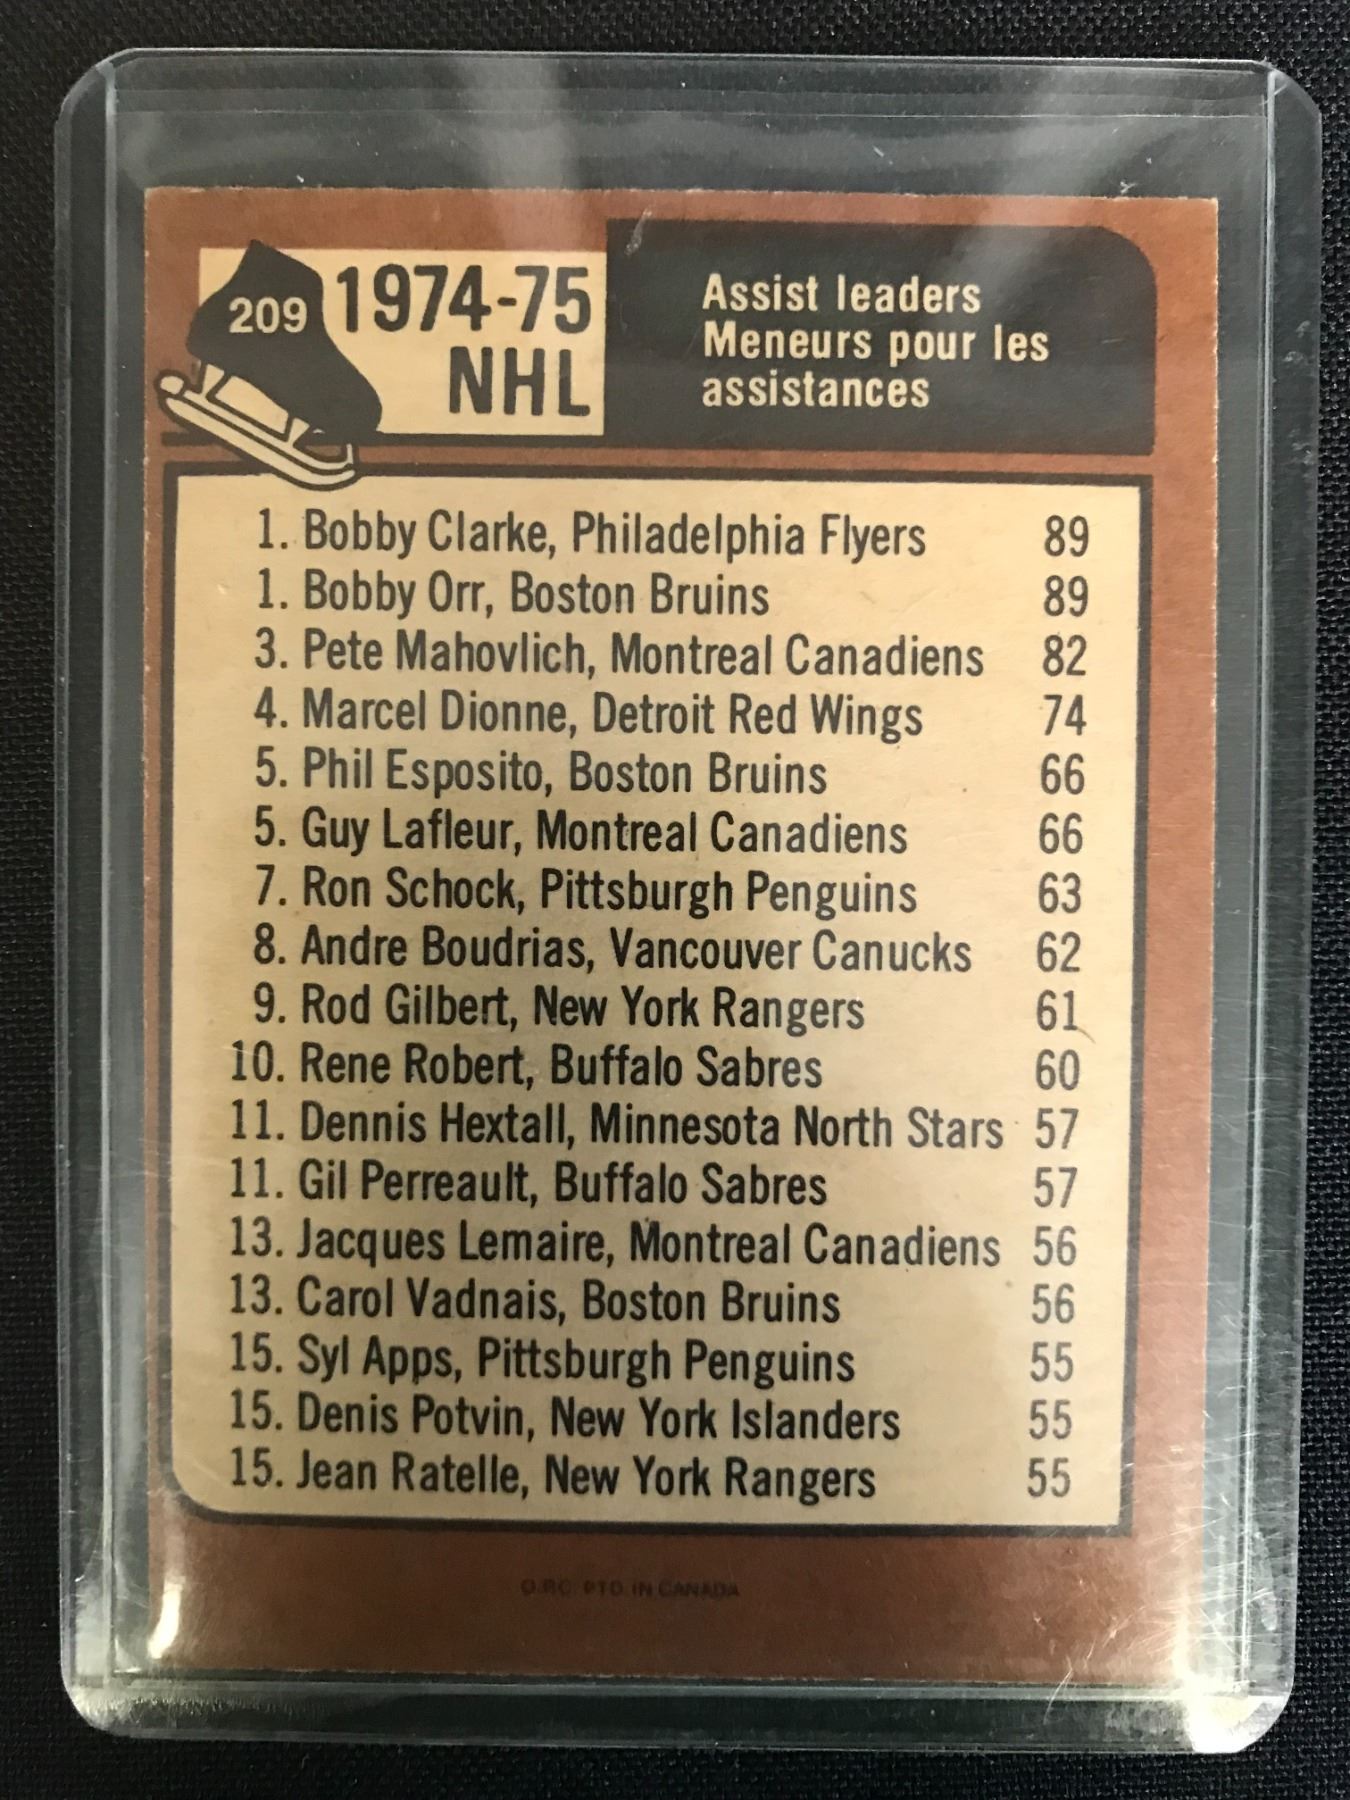 209
1974-75
NHL
Assist leaders
Meneurs pour les
assistances
1. Bobby Clarke, Philadelphia Flyers 89
1. Bobby Orr, Boston Bruins 89
3. Pete Mahovlich, Montreal Canadiens 82
4. Marcel Dionne, Detroit Red Wings 74
5. Phil Esposito, Boston Bruins 66
5. Guy Lafleur, Montreal Canadiens 66
7. Ron Schock, Pittsburgh Penguins 63
8. Andre Boudrias, Vancouver Canucks 62
9. Rod Gilbert, New York Rangers 61
10. Rene Robert, Buffalo Sabres 60
11. Dennis Hextall, Minnesota North Stars 57
11. Gil Perreault, Buffalo Sabres 57
13. Jacques Lemaire, Montreal Canadiens 56
13. Carol Vadnais, Boston Bruins 56
15. Syl Apps, Pittsburgh Penguins 55
15. Denis Potvin, New York Islanders 55
15. Jean Ratelle, New York Rangers 55
PTD. IN CANADA